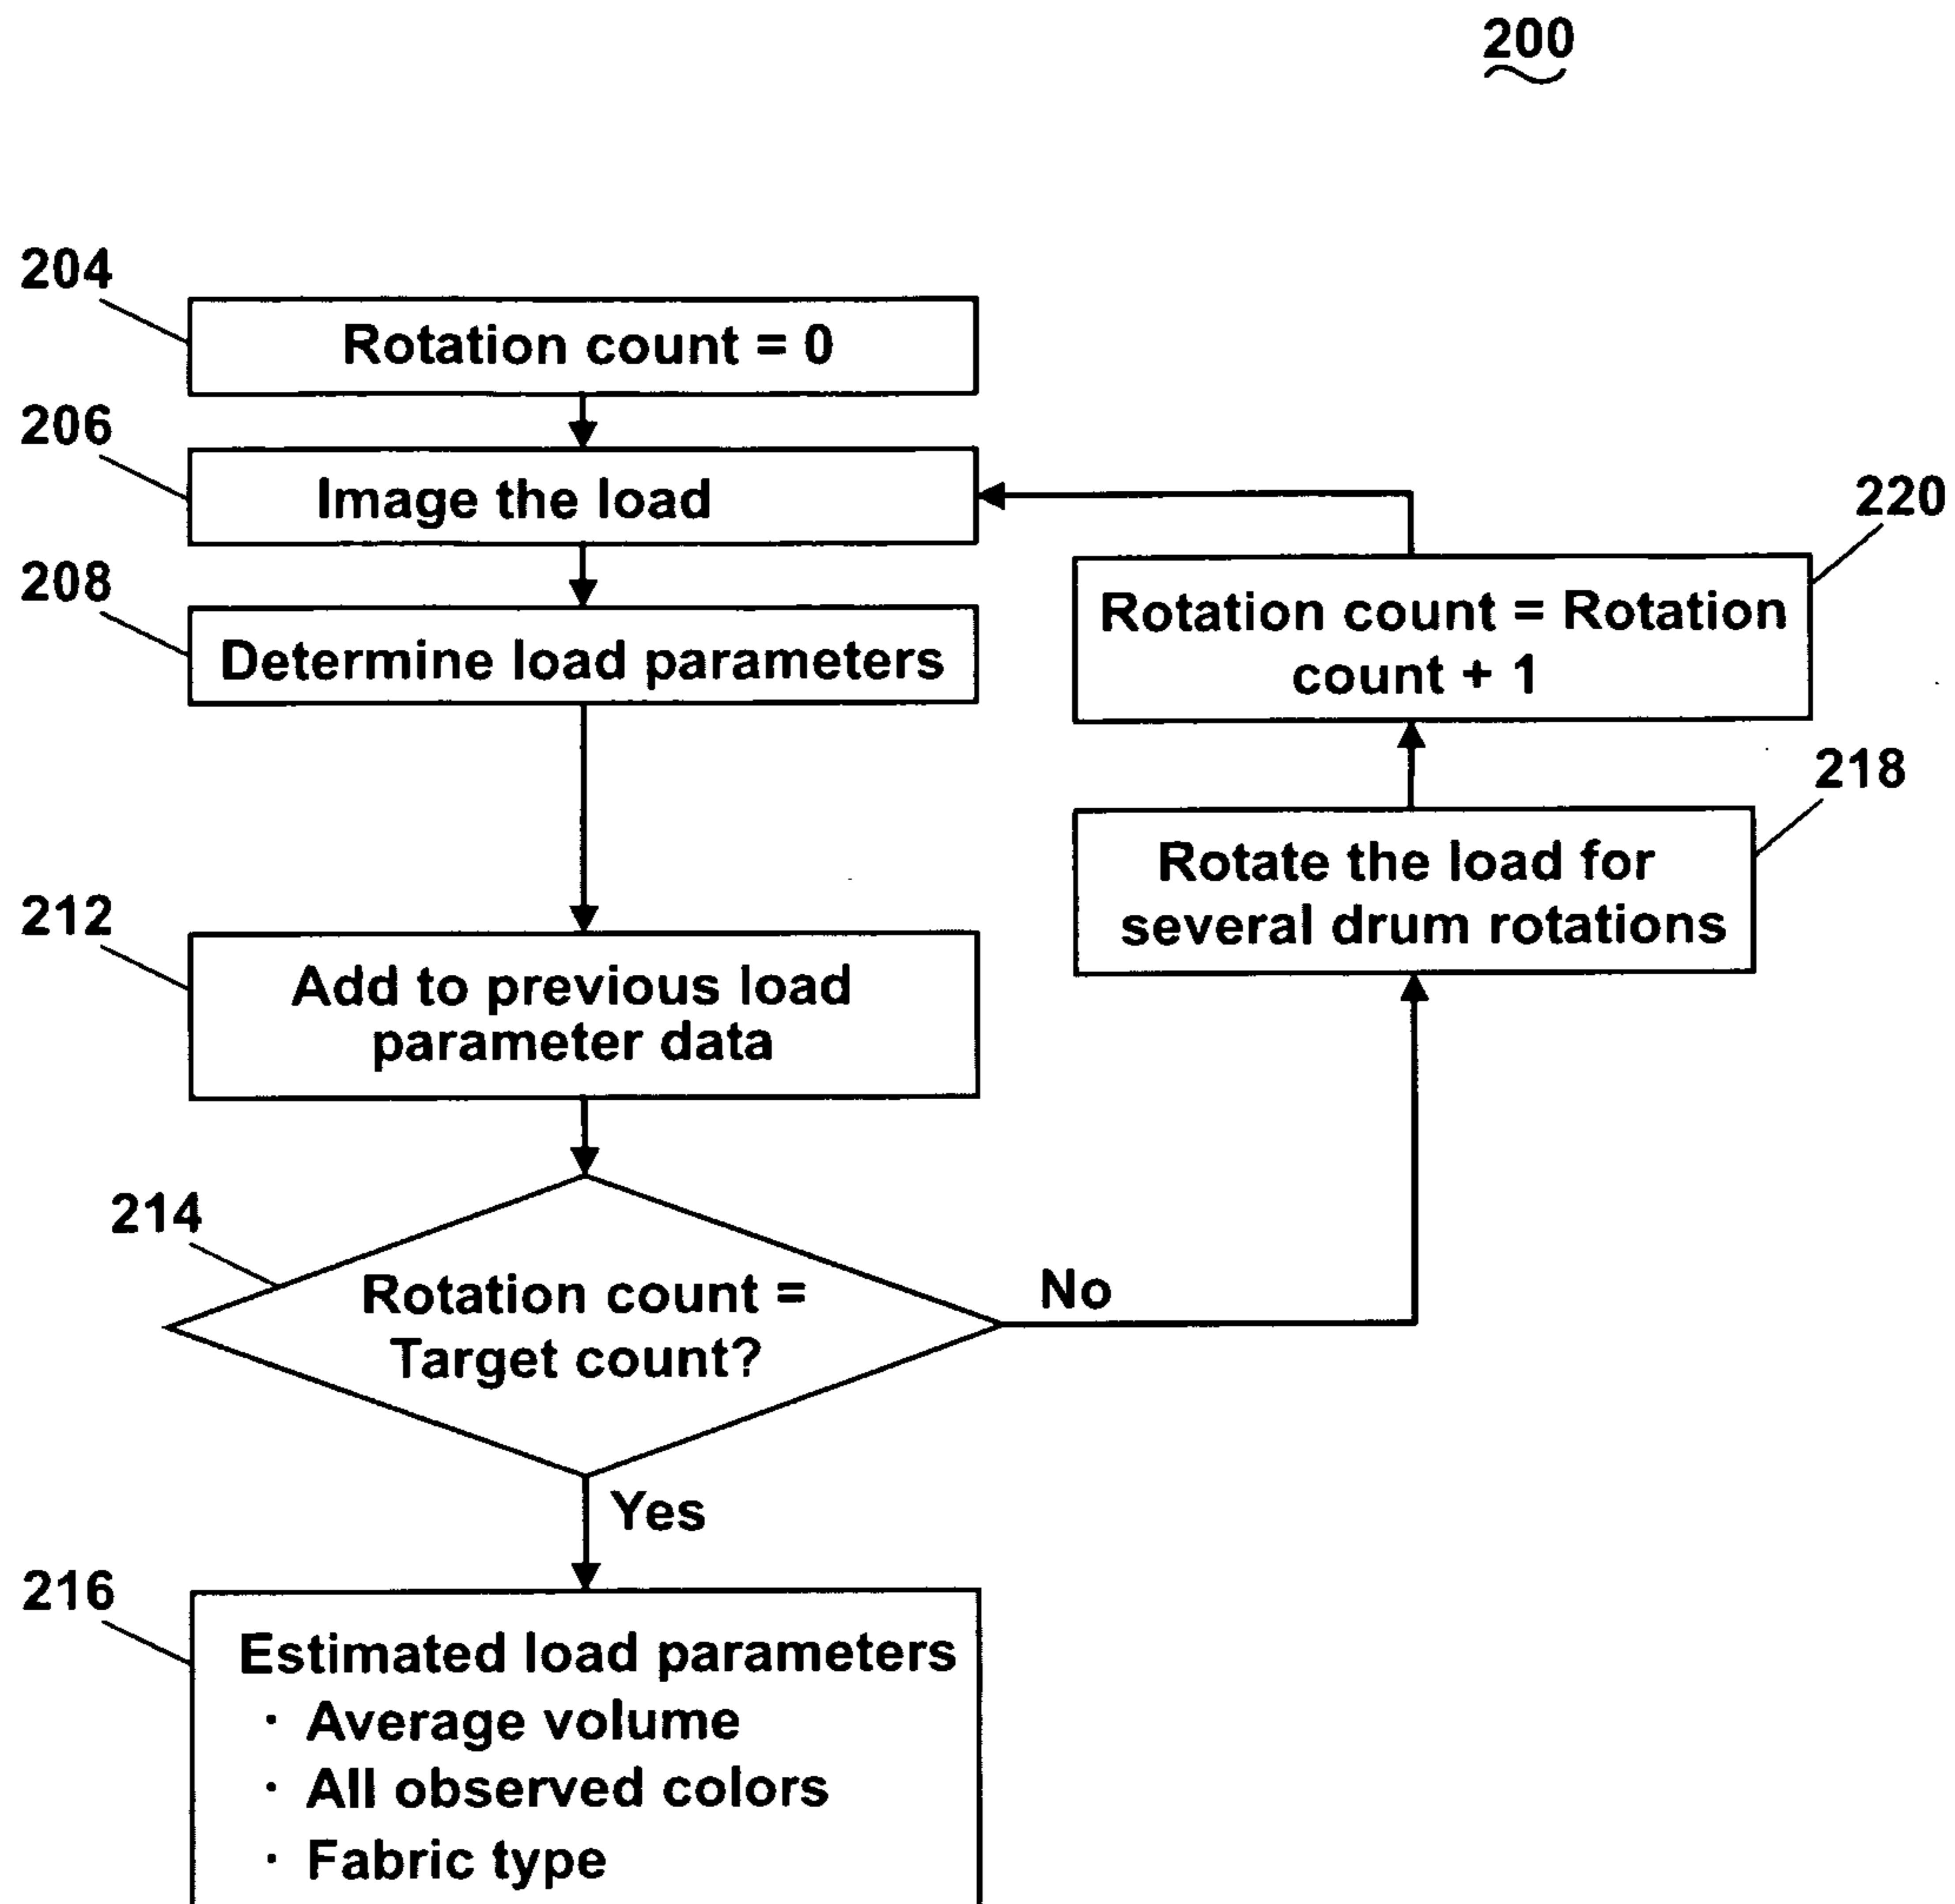 200
204
Rotation count = 0
206
Image the load
208
Determine load parameters
220
Rotation count = Rotation
count + 1
218
Rotate the load for
several drum rotations
212
Add to previous load
parameter data
214
Rotation count =
Target count?
No
Yes
216
Estimated load parameters
· Average volume
· All observed colors
· Fabric type